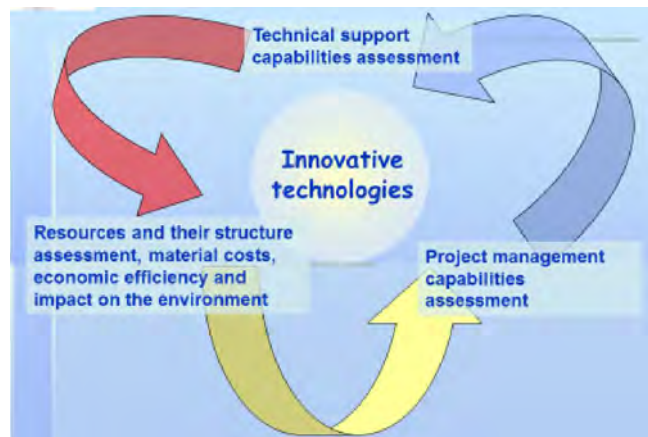 Technical support
capabilities assessment
Innovative
technologies
Resources and their structure
assessment, material costs,
economic efficiency and
impact on the environment
Project management
capabilities
assessment